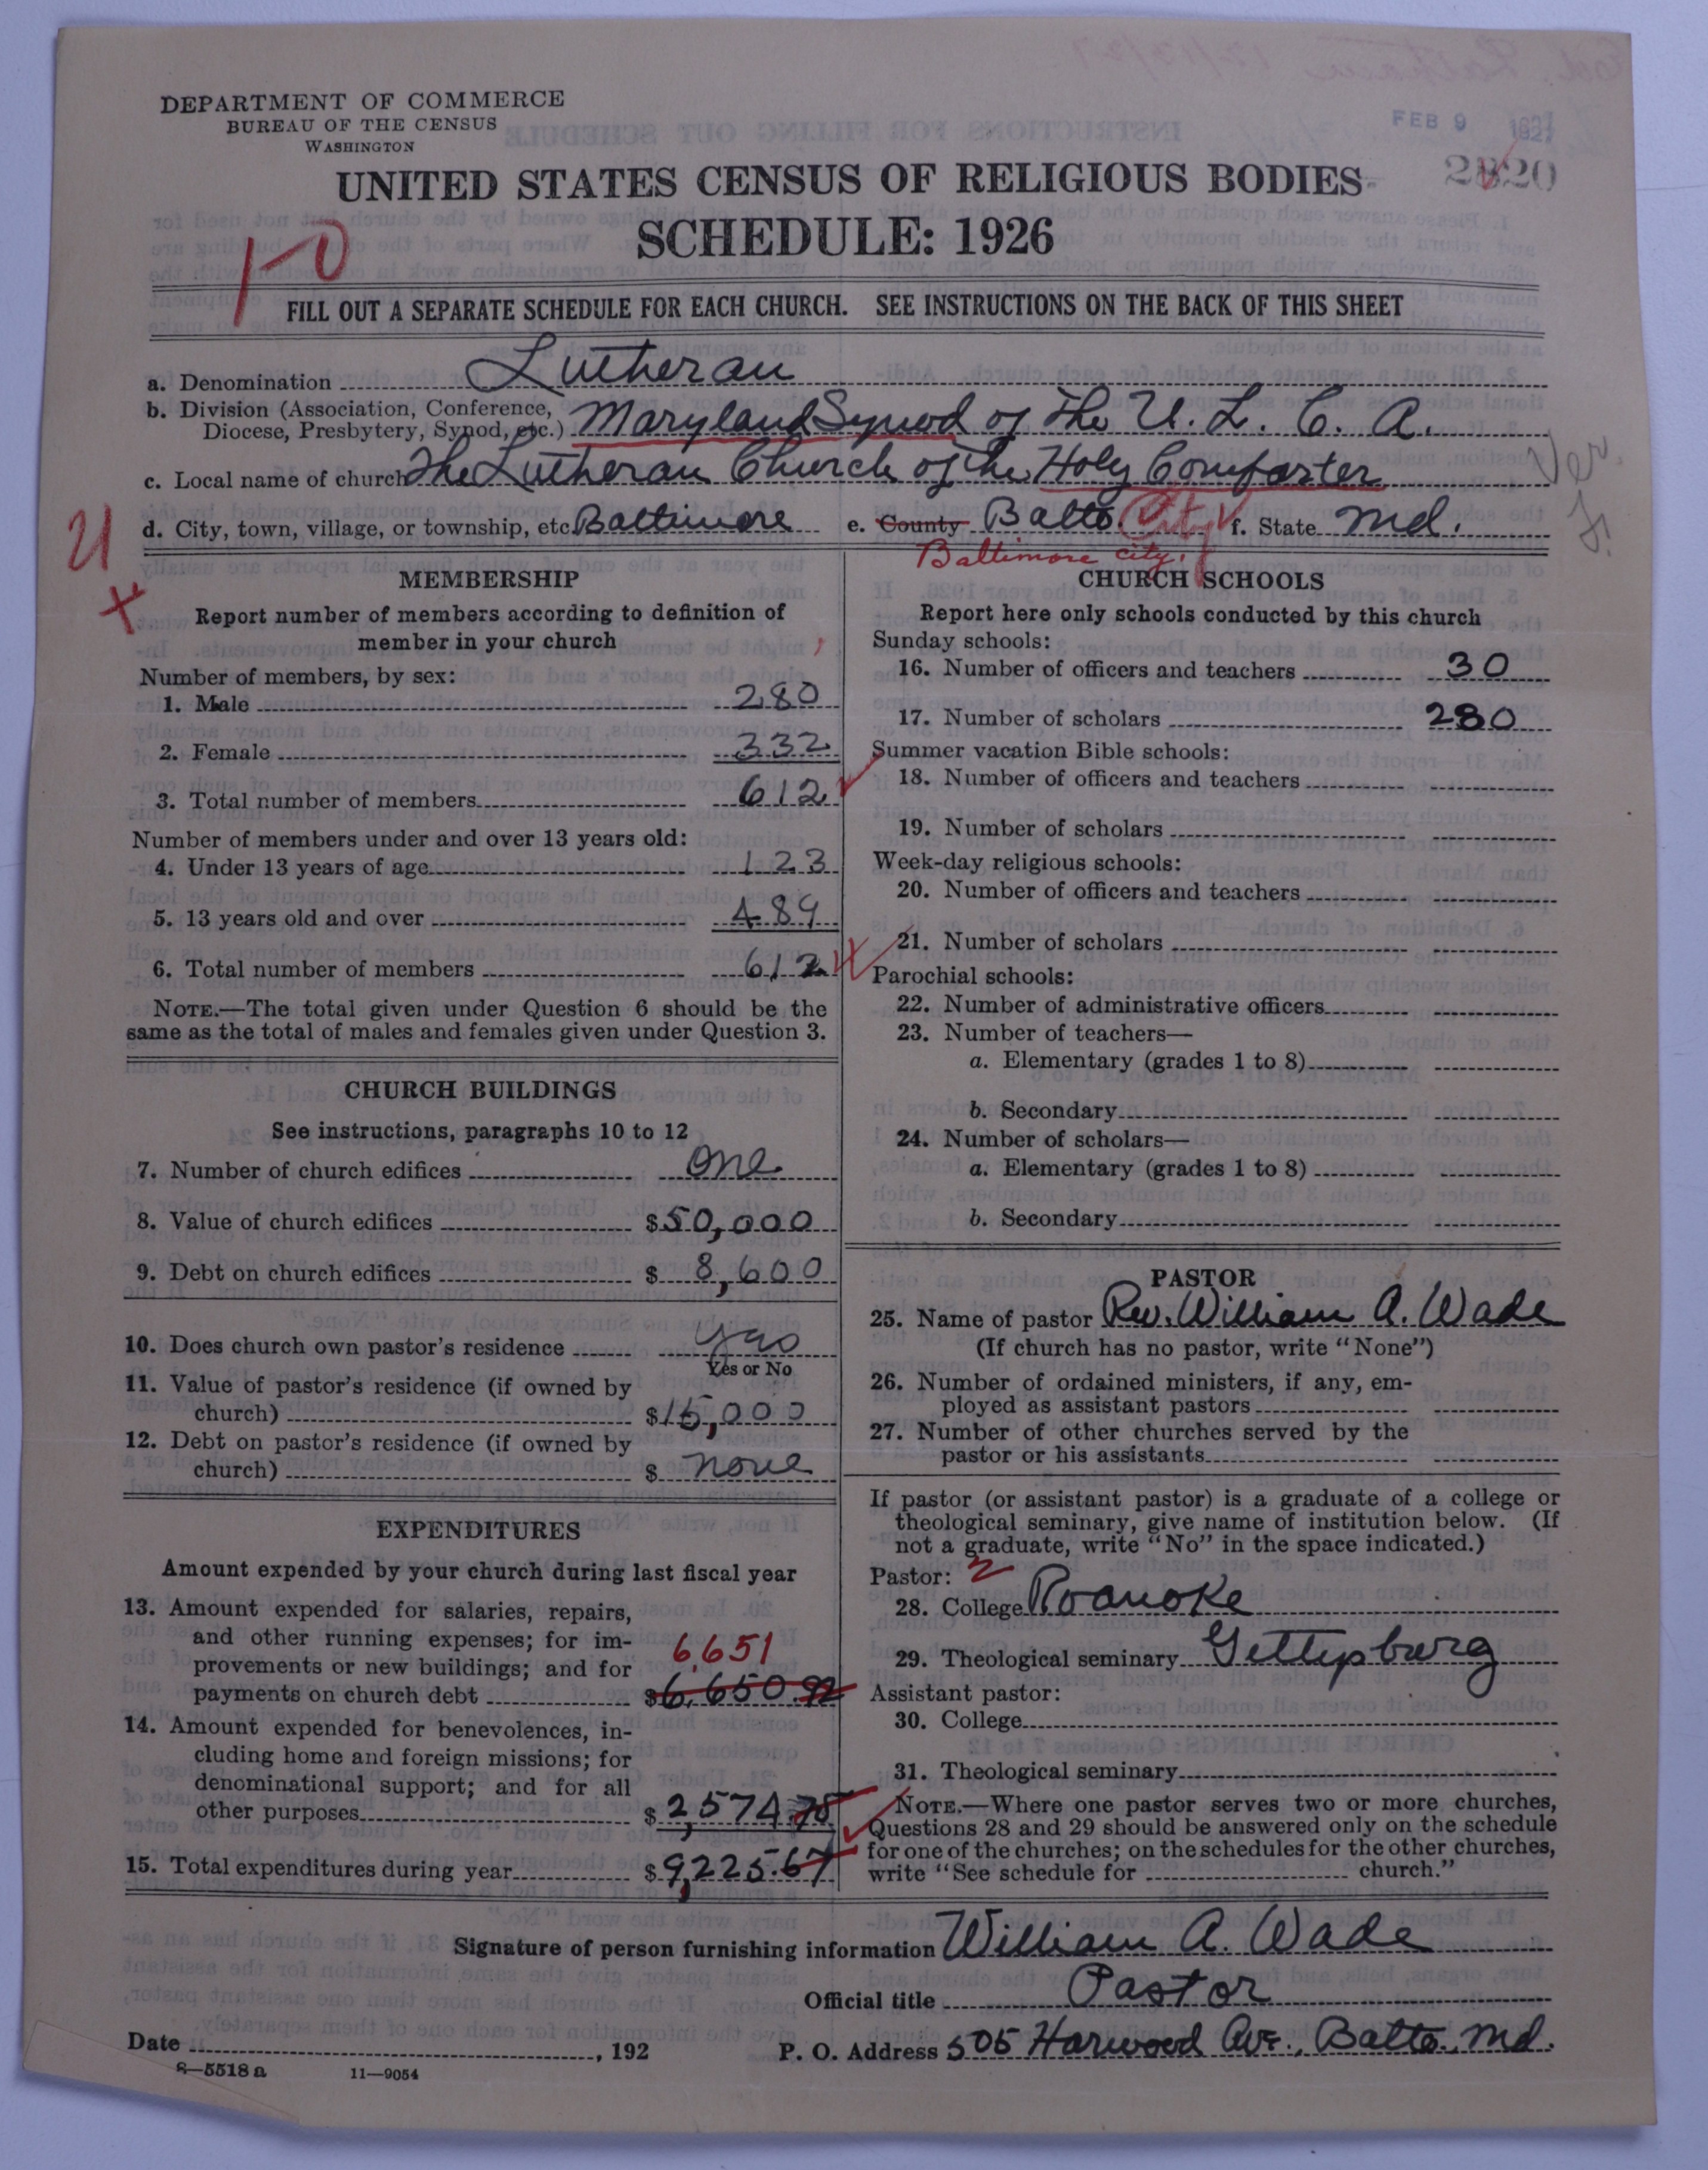 DEPARTMENT OF COMMERCE
BUREAU OF THE CENSUS
WASHINGTON
FEB 9 1927
UNITED STATES CENSUS OF RELIGIOUS BODIES
SCHEDULE: 1926
1-0
FILL OUT A SEPARATE SCHEDULE FOR EACH CHURCH. SEE INSTRUCTIONS ON THE BACK OF THIS SHEET
a. Denomination Lutheran
b. Division (Association, Conference, Diocese, Presbytery, Synod, etc.) Maryland Synod of the U. L. C. A.
c. Local name of church The Lutheran Church of the Holy Comforter
d. City, town, village, or township, etc. Baltimore e. County Balto. City f. State Md.
Baltimore city.
MEMBERSHIP
Report number of members according to definition of
member in your church
Number of members, by sex:
1. Male 280
2. Female 332
3. Total number of members 612
Number of members under and over 13 years old:
4. Under 13 years of age 123
5. 13 years old and over 489
6. Total number of members 612
NOTE.—The total given under Question 6 should be the
same as the total of males and females given under Question 3.
CHURCH BUILDINGS
See instructions, paragraphs 10 to 12
7. Number of church edifices one
8. Value of church edifices $50,000
9. Debt on church edifices $8,600
10. Does church own pastor's residence yes
Yes or No
11. Value of pastor's residence (if owned by
church) $15,000
12. Debt on pastor's residence (if owned by
church) $ none
EXPENDITURES
Amount expended by your church during last fiscal year
13. Amount expended for salaries, repairs,
and other running expenses; for im-
provements or new buildings; and for 6,651
payments on church debt $6,650.92
14. Amount expended for benevolences, in-
cluding home and foreign missions; for
denominational support; and for all
other purposes $2,574.75
15. Total expenditures during year $9,225.67
CHURCH SCHOOLS
Report here only schools conducted by this church
Sunday schools:
16. Number of officers and teachers 30
17. Number of scholars 280
Summer vacation Bible schools:
18. Number of officers and teachers
19. Number of scholars
Week-day religious schools:
20. Number of officers and teachers
21. Number of scholars
Parochial schools:
22. Number of administrative officers
23. Number of teachers—
a. Elementary (grades 1 to 8)
b. Secondary
24. Number of scholars—
a. Elementary (grades 1 to 8)
b. Secondary
PASTOR
25. Name of pastor Rev. William A. Wade
(If church has no pastor, write "None")
26. Number of ordained ministers, if any, em-
ployed as assistant pastors
27. Number of other churches served by the
pastor or his assistants
If pastor (or assistant pastor) is a graduate of a college or
theological seminary, give name of institution below. (If
not a graduate, write "No" in the space indicated.)
Pastor: 2
28. College Roanoke
29. Theological seminary Gettysburg
Assistant pastor:
30. College
31. Theological seminary
NOTE.—Where one pastor serves two or more churches,
Questions 28 and 29 should be answered only on the schedule
for one of the churches; on the schedules for the other churches,
write "See schedule for church."
Signature of person furnishing information William A. Wade
Official title Pastor
Date , 192 P. O. Address 505 Harwood Ave., Balto., Md.
8—5518 a 11—9054